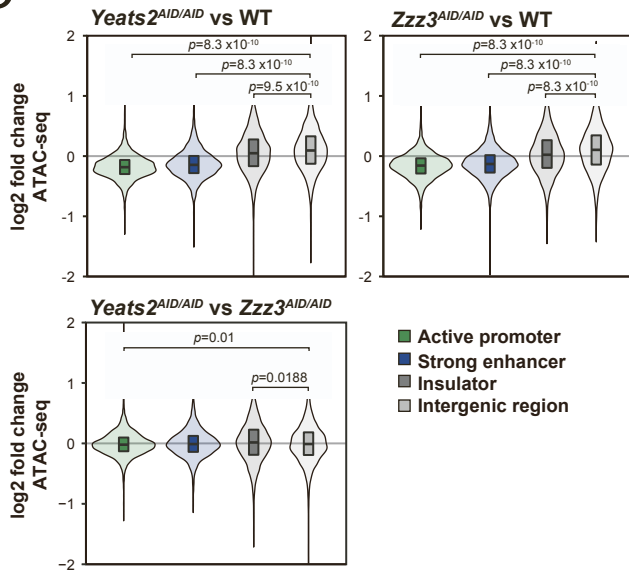 Yeats2AID/AID vs WT
Zzz3AID/AID vs WT
log2 fold change
ATAC-seq
2
1
0
-1
-2
p=8.3 x10-10
p=8.3 x10-10
p=9.5 x10-10
2
1
0
-1
-2
p=8.3 x10-10
p=8.3 x10-10
p=8.3 x10-10
Yeats2AID/AID vs Zzz3AID/AID
log2 fold change
ATAC-seq
2
1
0
−1
−2
p=0.01
p=0.0188
Active promoter
Strong enhancer
Insulator
Intergenic region